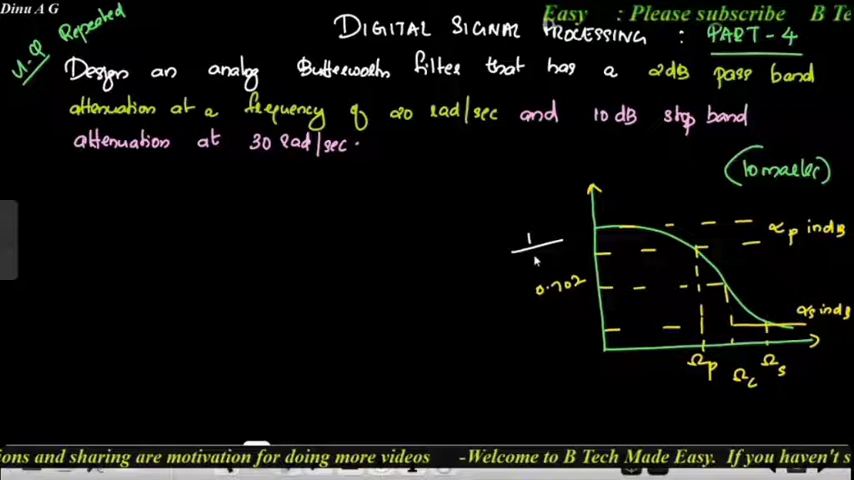 Dinu A G
Easy : Please subscribe B Te
U.Q Repeated
DIGITAL SIGNAL PROCESSING : PART-4
Design an analog Butterworth filter that has a 2dB pass band
attenuation at a frequency of 20 rad/sec and 10 dB stop band
attenuation at 30 rad/sec.
(10 marks)
αp in dB
1
0.702
αs in dB
Ωp
Ωc
Ωs
ions and sharing are motivation for doing more videos -Welcome to B Tech Made Easy. If you haven't s